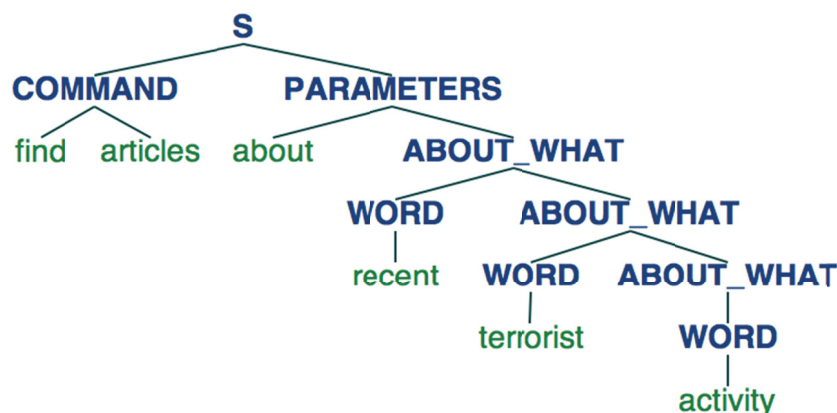 S
COMMAND PARAMETERS
find articles about ABOUT_WHAT
WORD ABOUT_WHAT
recent WORD ABOUT_WHAT
terrorist WORD
activity